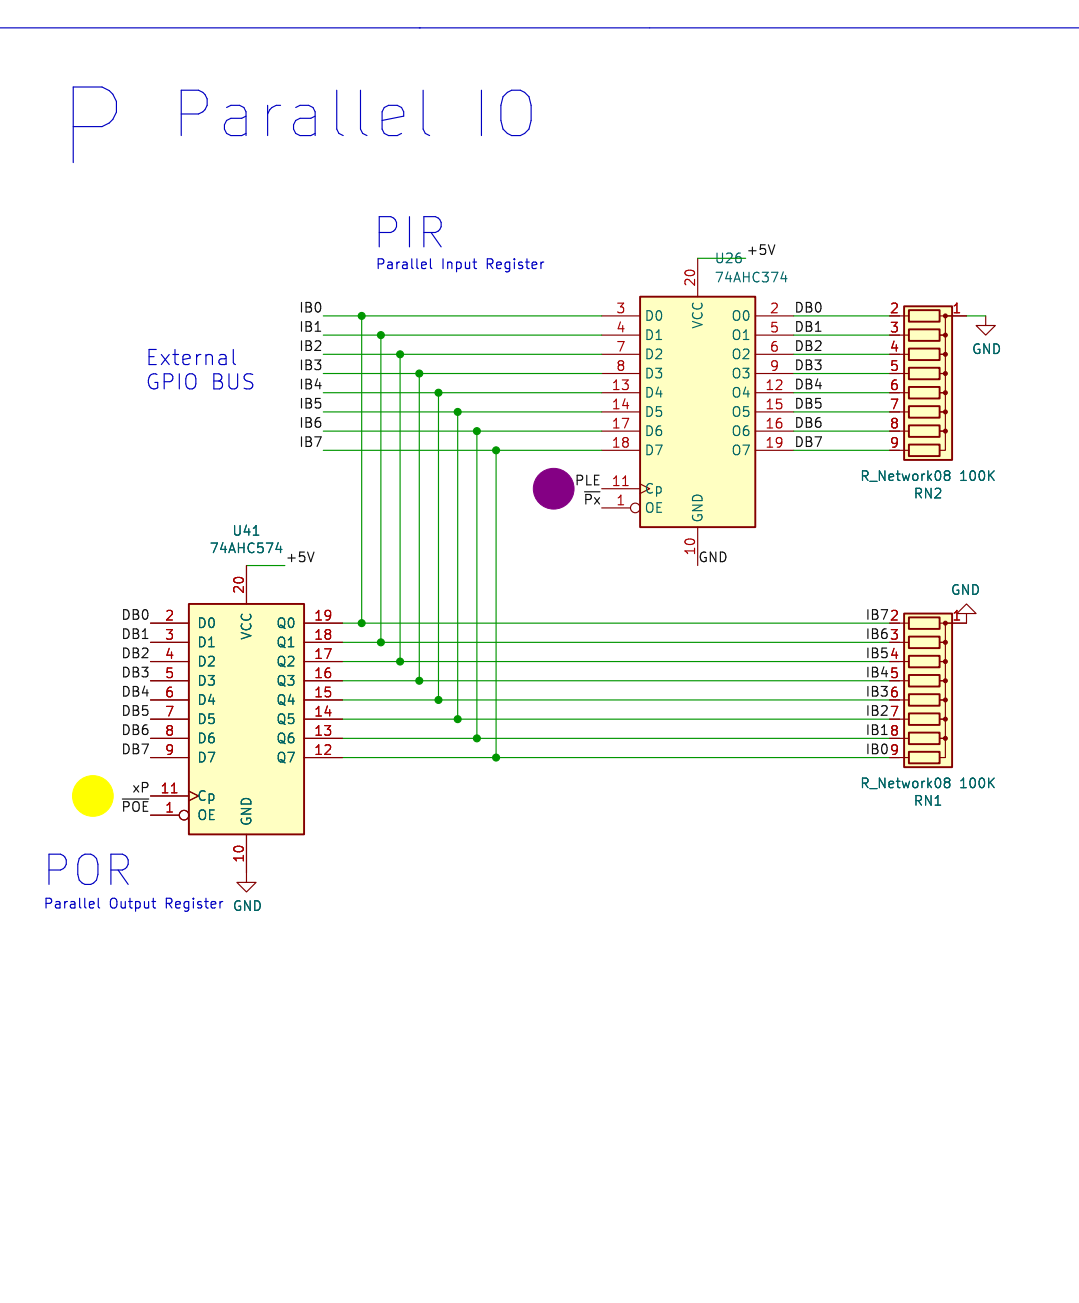 P Parallel IO
PIR
Parallel Input Register
External
GPIO BUS
+5V
U26
74AHC374
20
VCC
IB0 3 D0 O0 2 DB0 2 1
IB1 4 D1 O1 5 DB1 3
IB2 7 D2 O2 6 DB2 4
IB3 8 D3 O3 9 DB3 5
IB4 13 D4 O4 12 DB4 6
IB5 14 D5 O5 15 DB5 7
IB6 17 D6 O6 16 DB6 8
IB7 18 D7 O7 19 DB7 9
GND
PLE 11 Cp
Px 1 OE
GND
10
GND
R_Network08 100K
RN2
U41
74AHC574
+5V
20
VCC
GND
DB0 2 D0 Q0 19 IB7 2 1
DB1 3 D1 Q1 18 IB6 3
DB2 4 D2 Q2 17 IB5 4
DB3 5 D3 Q3 16 IB4 5
DB4 6 D4 Q4 15 IB3 6
DB5 7 D5 Q5 14 IB2 7
DB6 8 D6 Q6 13 IB1 8
DB7 9 D7 Q7 12 IB0 9
xP 11 Cp
POE 1 OE
GND
10
GND
R_Network08 100K
RN1
POR
Parallel Output Register